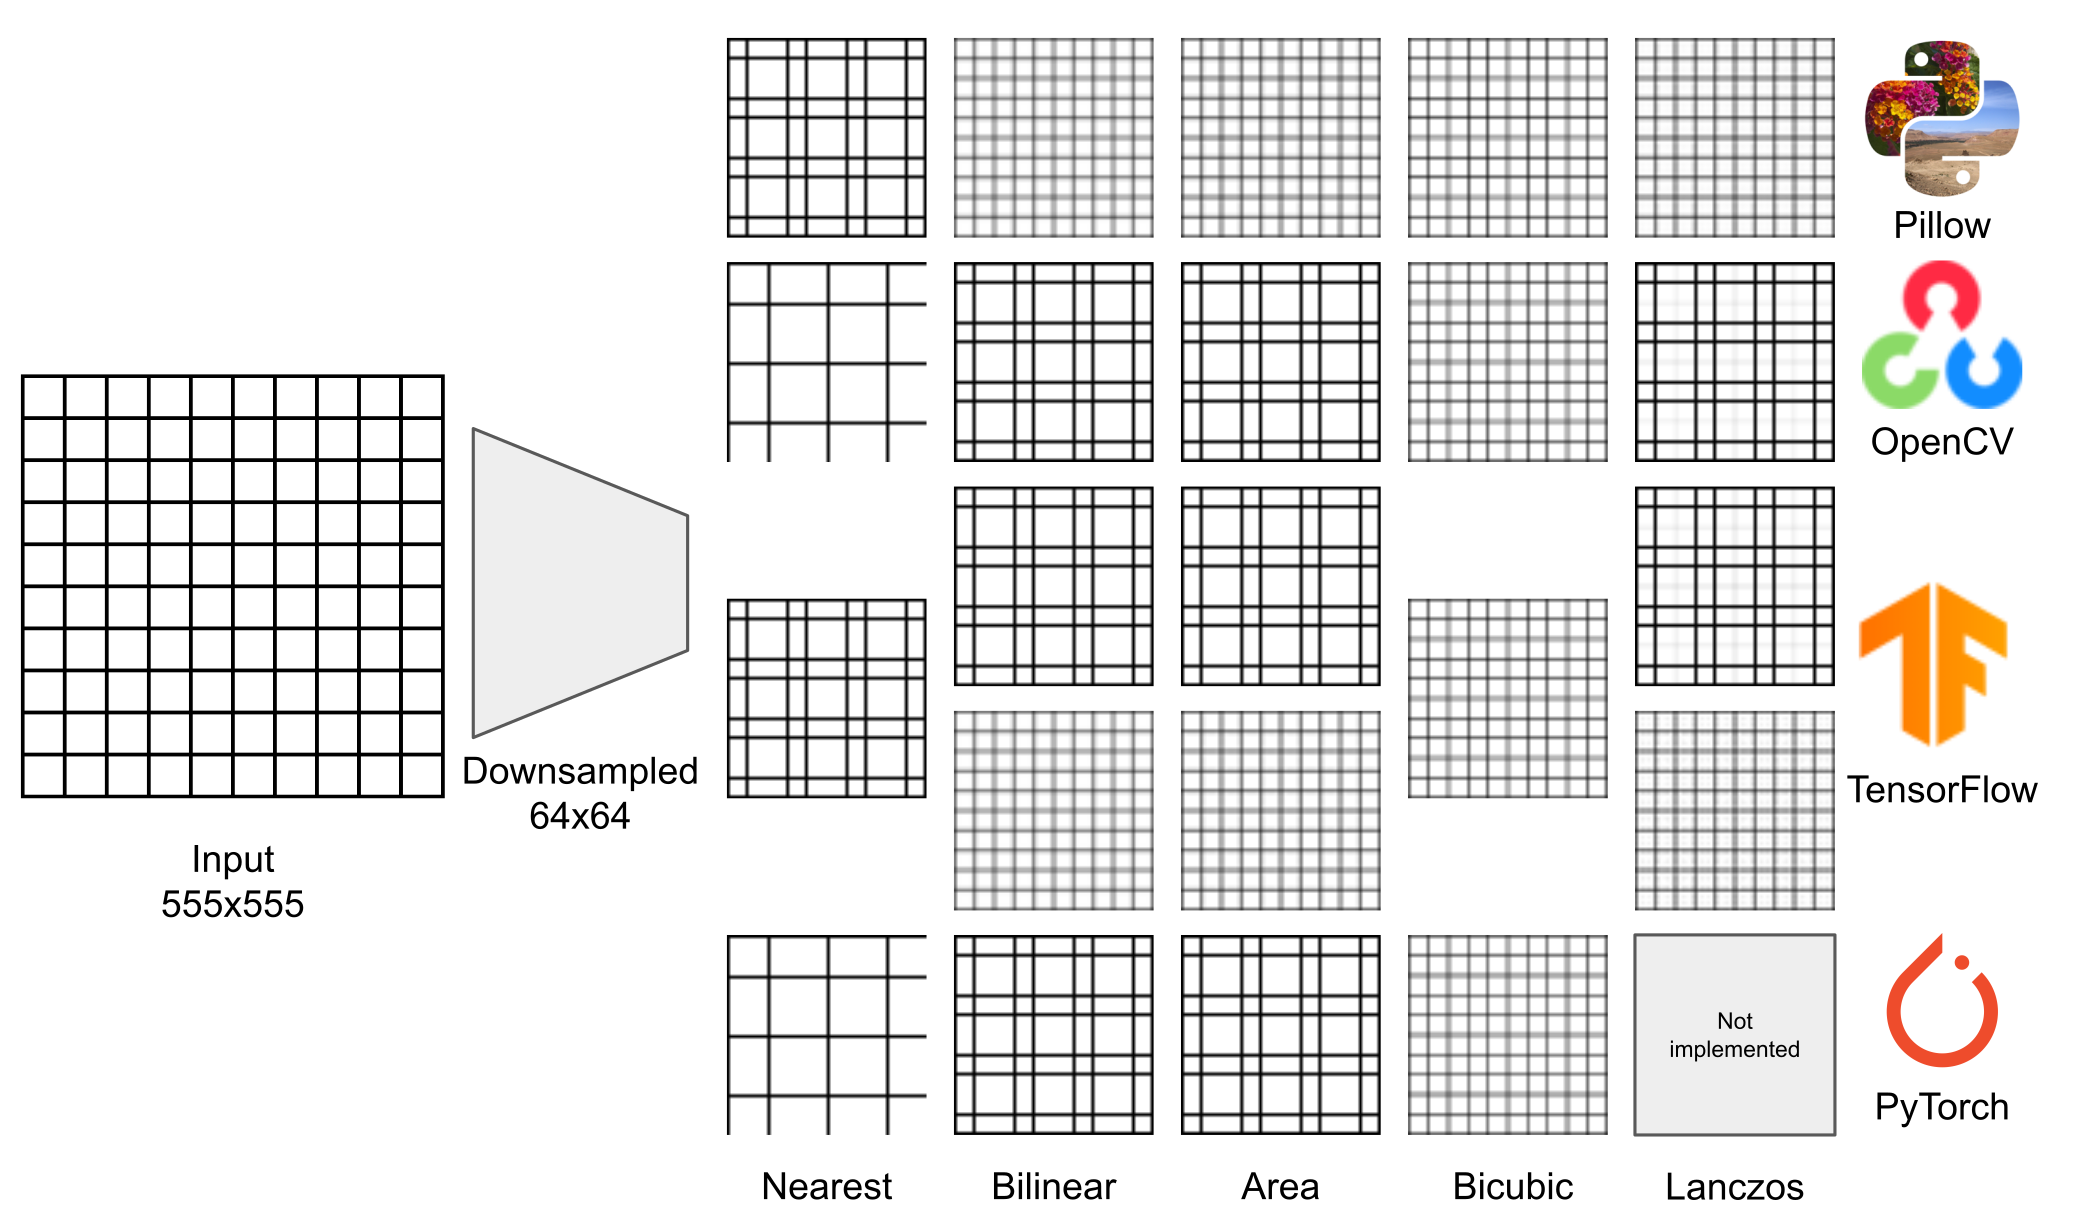 Pillow
OpenCV
Downsampled
64x64
TensorFlow
Input
555x555
Not
implemented
PyTorch
Nearest
Bilinear
Area
Bicubic
Lanczos